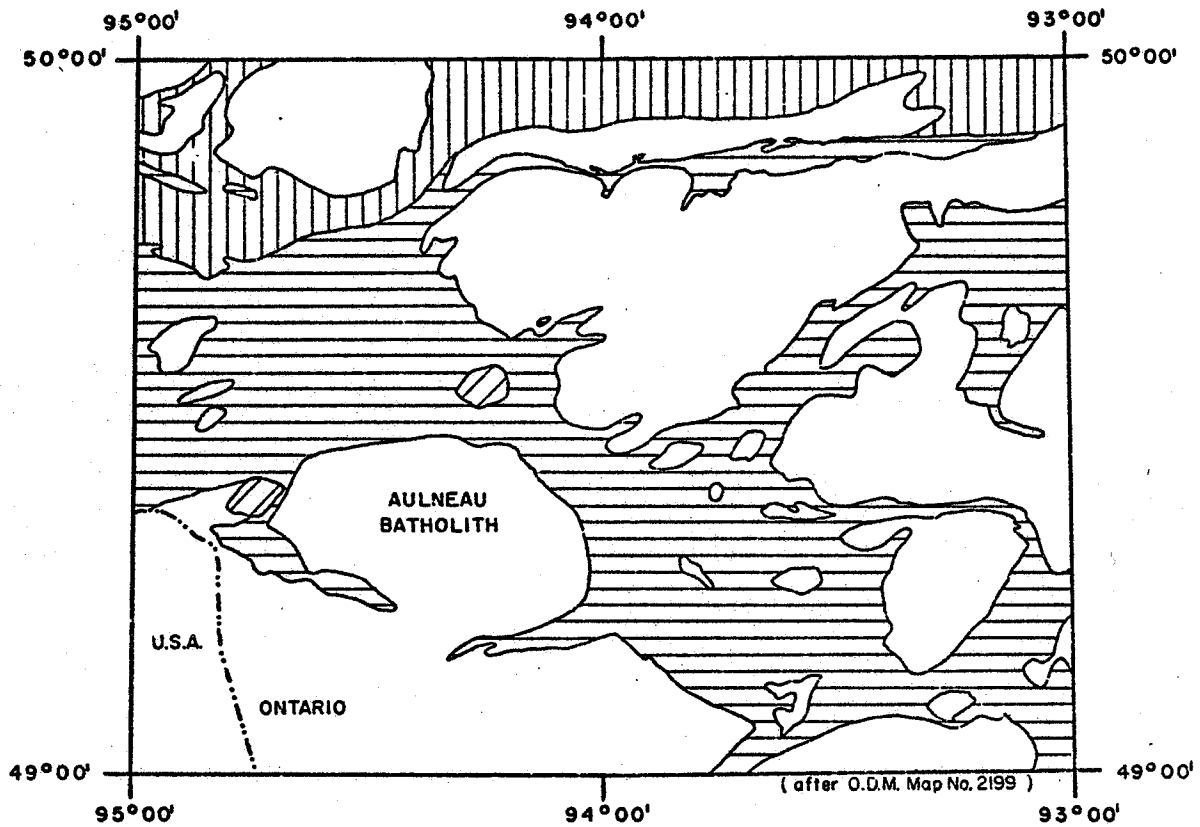 95°00' 94°00' 93°00'
50°00' 50°00'
AULNEAU
BATHOLITH
U.S.A.
ONTARIO
49°00' 49°00'
( after O.D.M. Map No. 2199 )
95°00' 94°00' 93°00'